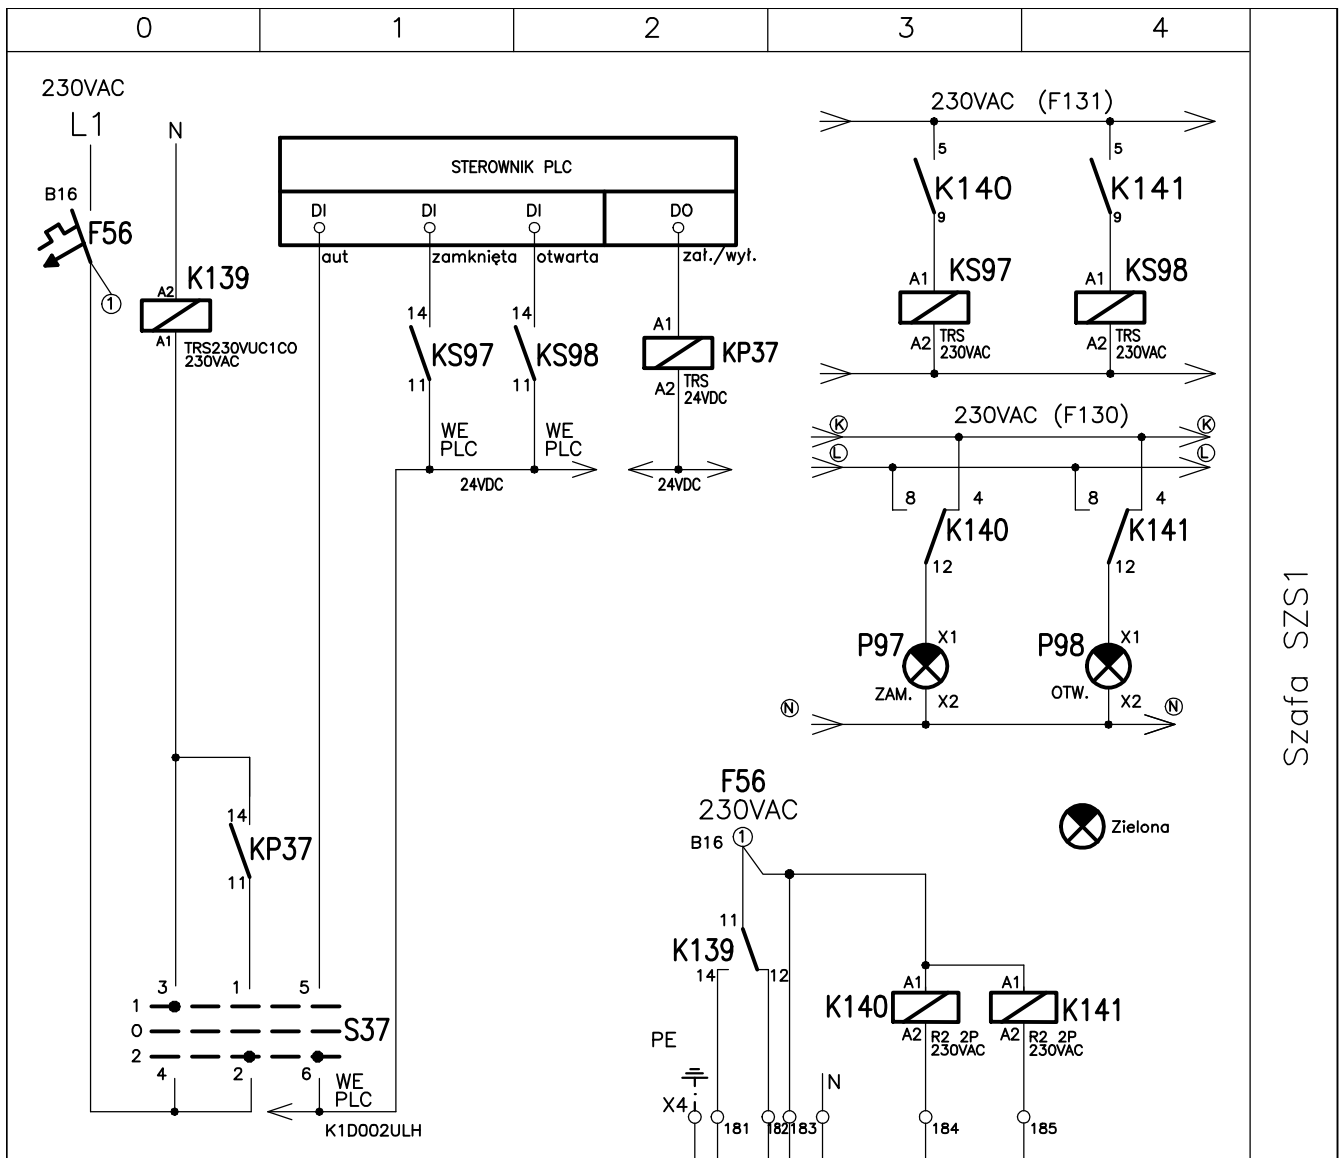 0 1 2 3 4
230VAC
L1
N
B16
F56
1
A2
K139
A1
TRS230VUC1CO
230VAC
STEROWNIK PLC
DI DI DI DO
aut zamknięta otwarta zał./wył.
14 14
KS97 KS98
11 11
A1
KP37
A2
TRS
24VDC
WE
PLC
WE
PLC
24VDC 24VDC
230VAC (F131)
5 5
K140 K141
9 9
A1 KS97
A2 TRS
230VAC
A1 KS98
A2 TRS
230VAC
230VAC (F130)
K K
L L
8 4 8 4
K140 K141
12 12
P97 X1
ZAM. X2
P98 X1
OTW. X2
N N
Zielona
Szafa SZS1
14
KP37
11
3 1 5
1
0 S37
2
4 2 6
WE
PLC
K1D002ULH
F56
230VAC
B16 1
11
K139
14 12
A1 A1
K140 K141
A2 R2 2P
230VAC
A2 R2 2P
230VAC
PE
N
X4
181 182 183 184 185